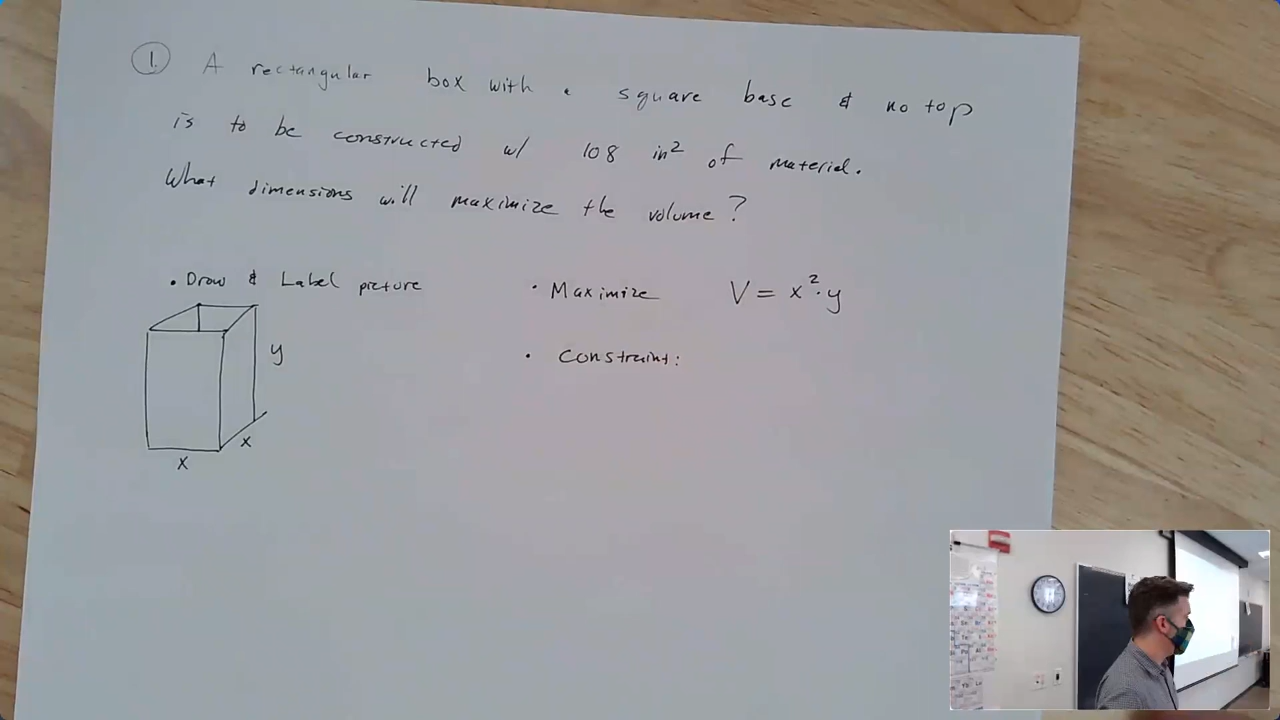 1. A rectangular box with a square base & no top
is to be constructed w/ 108 in² of material.
What dimensions will maximize the volume?
• Draw & Label picture
• Maximize V = x²·y
• Constraint:
y
x
x